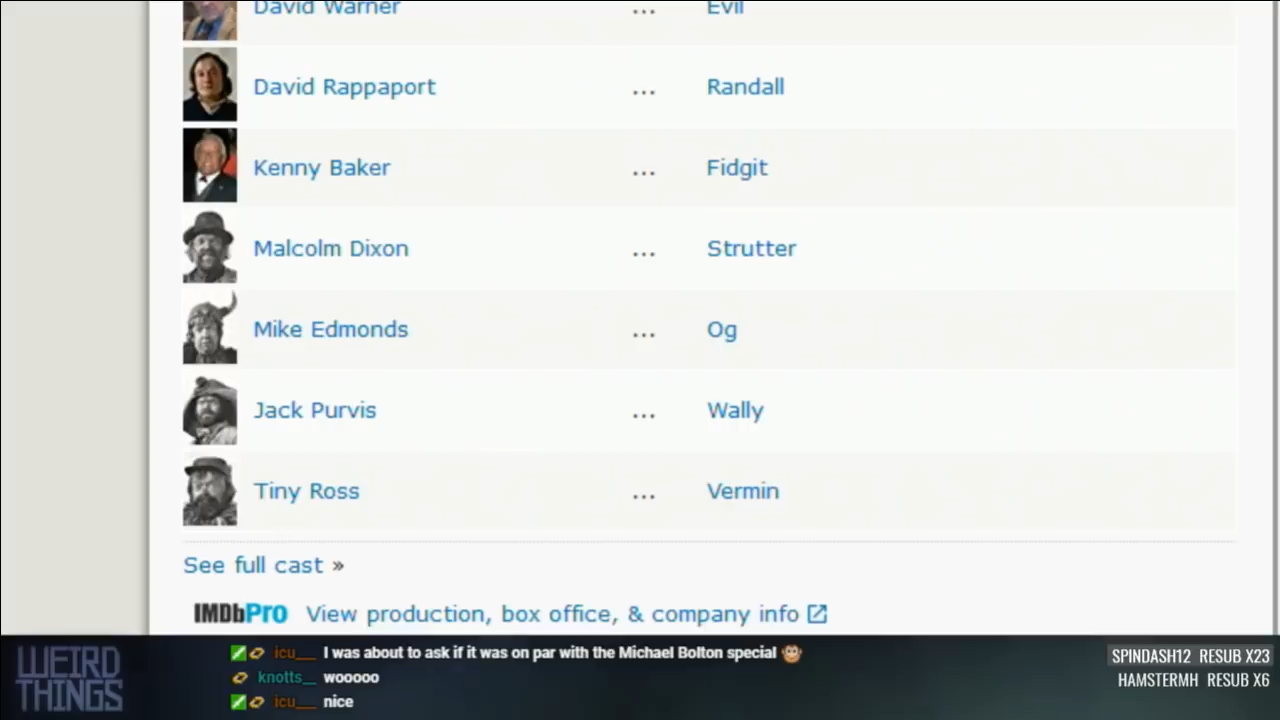 David Warner ... Evil
David Rappaport ... Randall
Kenny Baker ... Fidgit
Malcolm Dixon ... Strutter
Mike Edmonds ... Og
Jack Purvis ... Wally
Tiny Ross ... Vermin
See full cast »
IMDbPro View production, box office, & company info
WEIRD
THINGS
icu__ I was about to ask if it was on par with the Michael Bolton special
knotts_ wooooo
icu__ nice
SPINDASH12 RESUB X23
HAMSTERMH RESUB X6